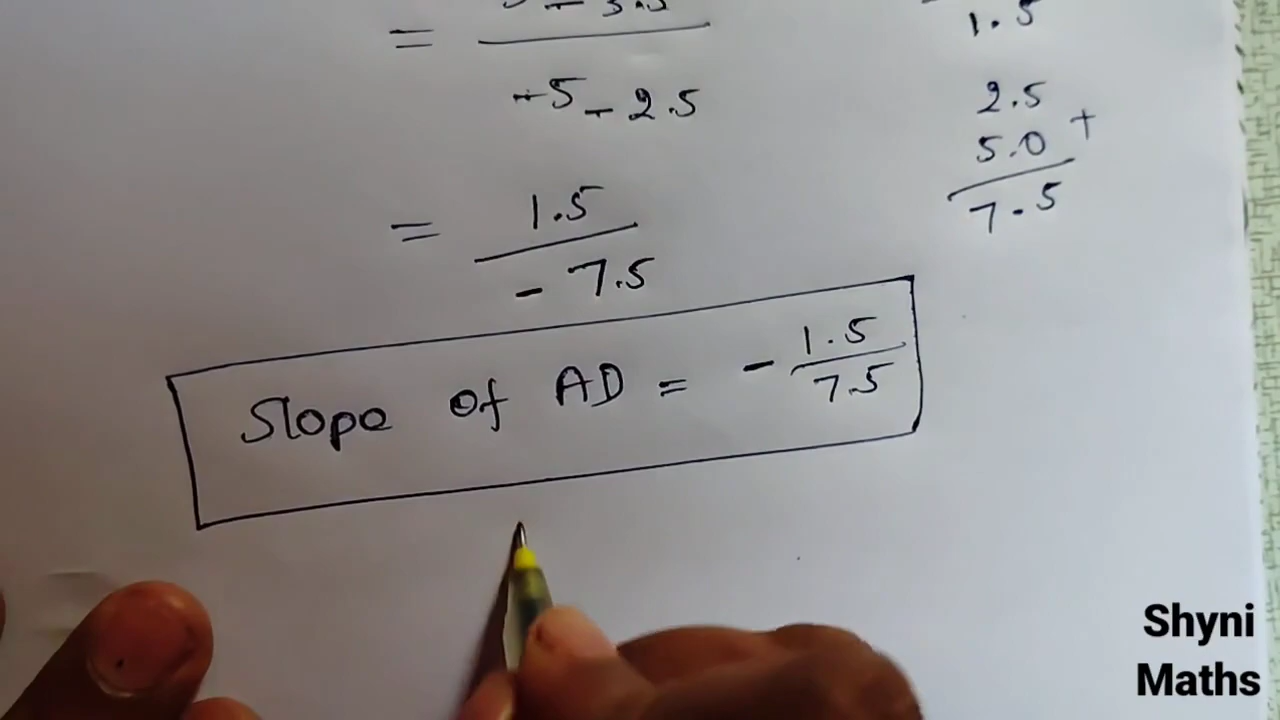 =
-5 - 2.5
1.5
2.5
5.0 +
7.5
= 1.5
- 7.5
Slope of AD = - 1.5
7.5
Shyni
Maths